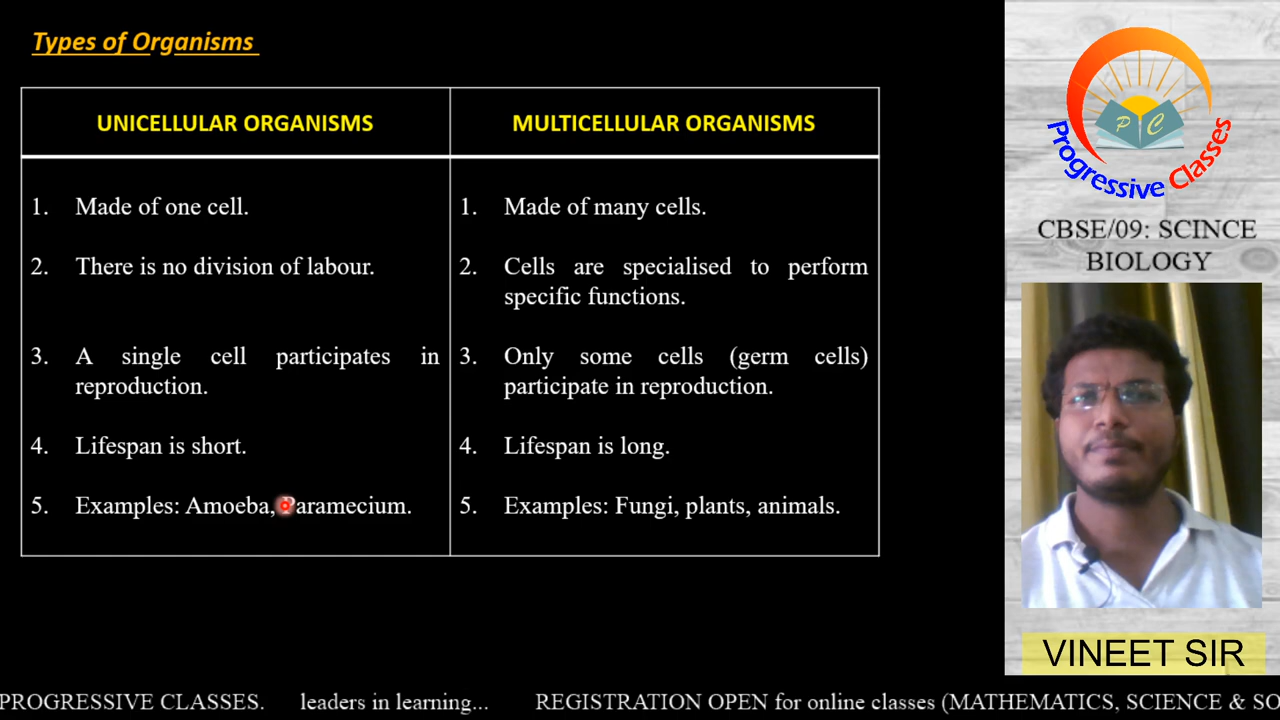 Types of Organisms
UNICELLULAR ORGANISMS
1. Made of one cell.
2. There is no division of labour.
3. A single cell participates in
reproduction.
4. Lifespan is short.
5. Examples: Amoeba, Paramecium.
MULTICELLULAR ORGANISMS
1. Made of many cells.
2. Cells are specialised to perform
specific functions.
3. Only some cells (germ cells)
participate in reproduction.
4. Lifespan is long.
5. Examples: Fungi, plants, animals.
P C
Progressive Classes
CBSE/09: SCINCE
BIOLOGY
VINEET SIR
PROGRESSIVE CLASSES. leaders in learning... REGISTRATION OPEN for online classes (MATHEMATICS, SCIENCE & SO